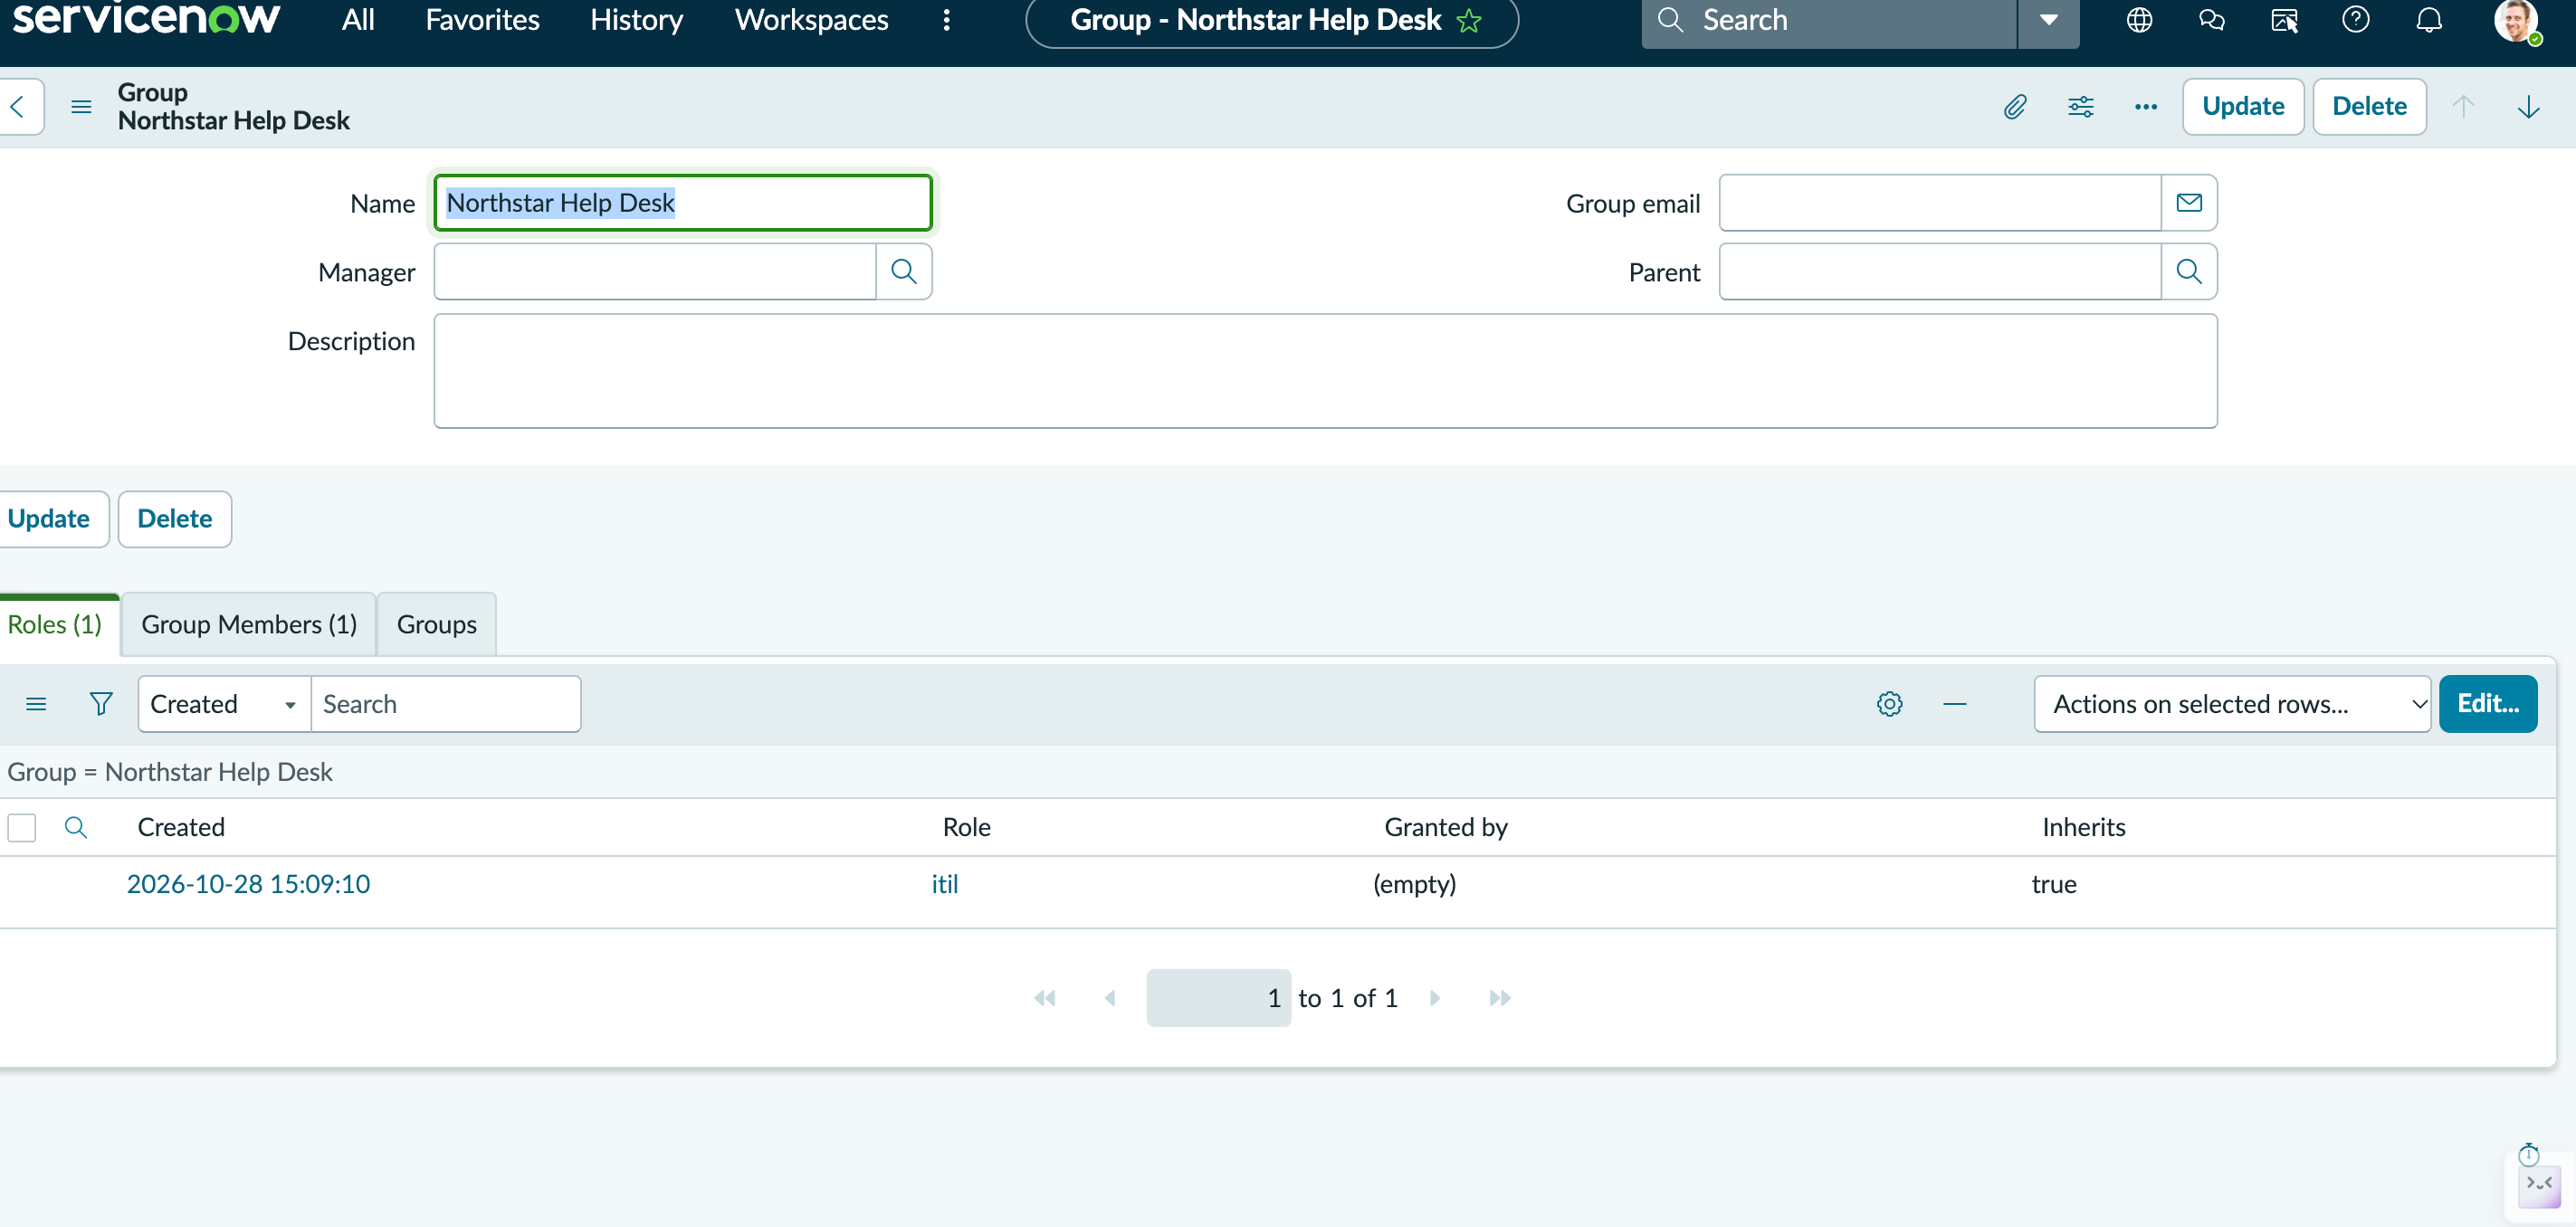 servicenow All Favorites History Workspaces Group - Northstar Help Desk Search
Group
Northstar Help Desk
Update Delete
Name Northstar Help Desk Group email
Manager Parent
Description
Update Delete
Roles (1) Group Members (1) Groups
Created Search Actions on selected rows... Edit...
Group = Northstar Help Desk
Created Role Granted by Inherits
2026-10-28 15:09:10 itil (empty) true
1 to 1 of 1